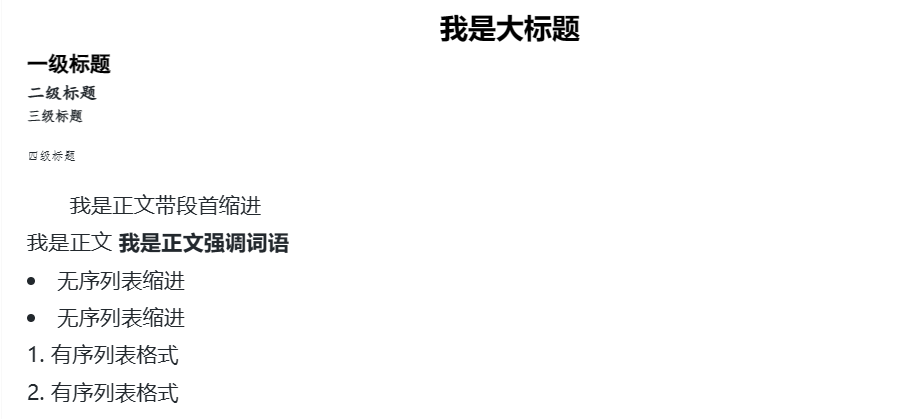 我是大标题
一级标题
二级标题
三级标题
四级标题
我是正文带段首缩进
我是正文 我是正文强调词语
• 无序列表缩进
• 无序列表缩进
1. 有序列表格式
2. 有序列表格式